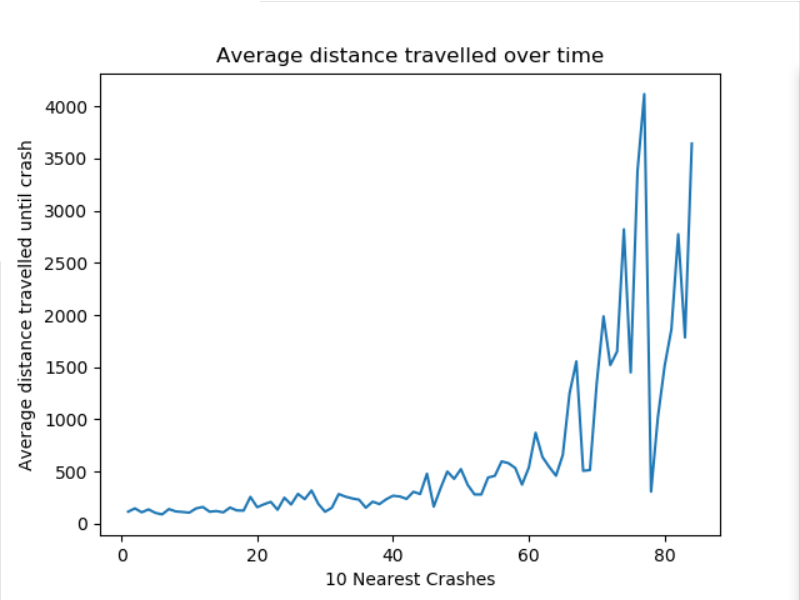 Average distance travelled over time
Average distance travelled until crash
4000
3500
3000
2500
2000
1500
1000
500
0
0 20 40 60 80
10 Nearest Crashes